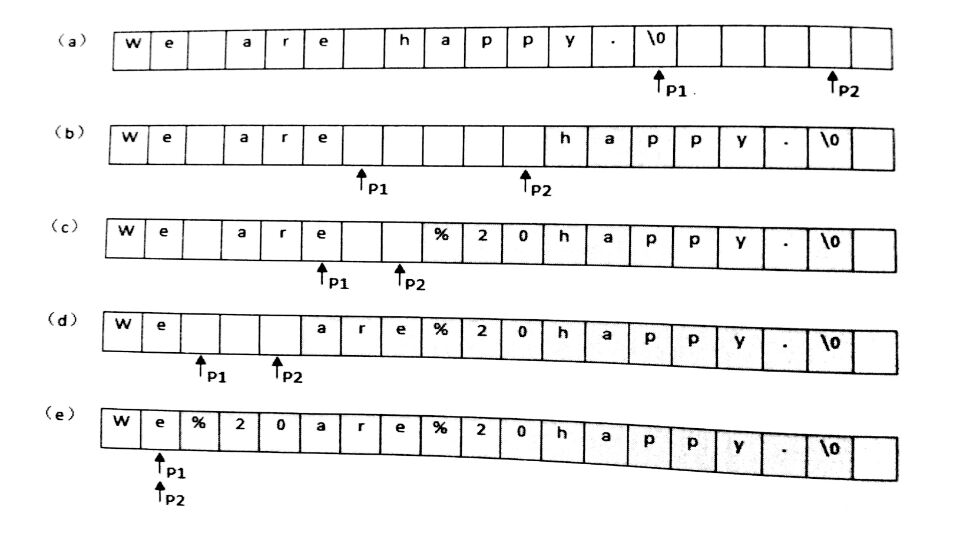 (a) W e a r e h a p p y . \0
P1 P2
(b) W e a r e h a p p y . \0
P1 P2
(c) W e a r e % 2 0 h a p p y . \0
P1 P2
(d) W e a r e % 2 0 h a p p y . \0
P1 P2
(e) W e % 2 0 a r e % 2 0 h a p p y . \0
P1
P2